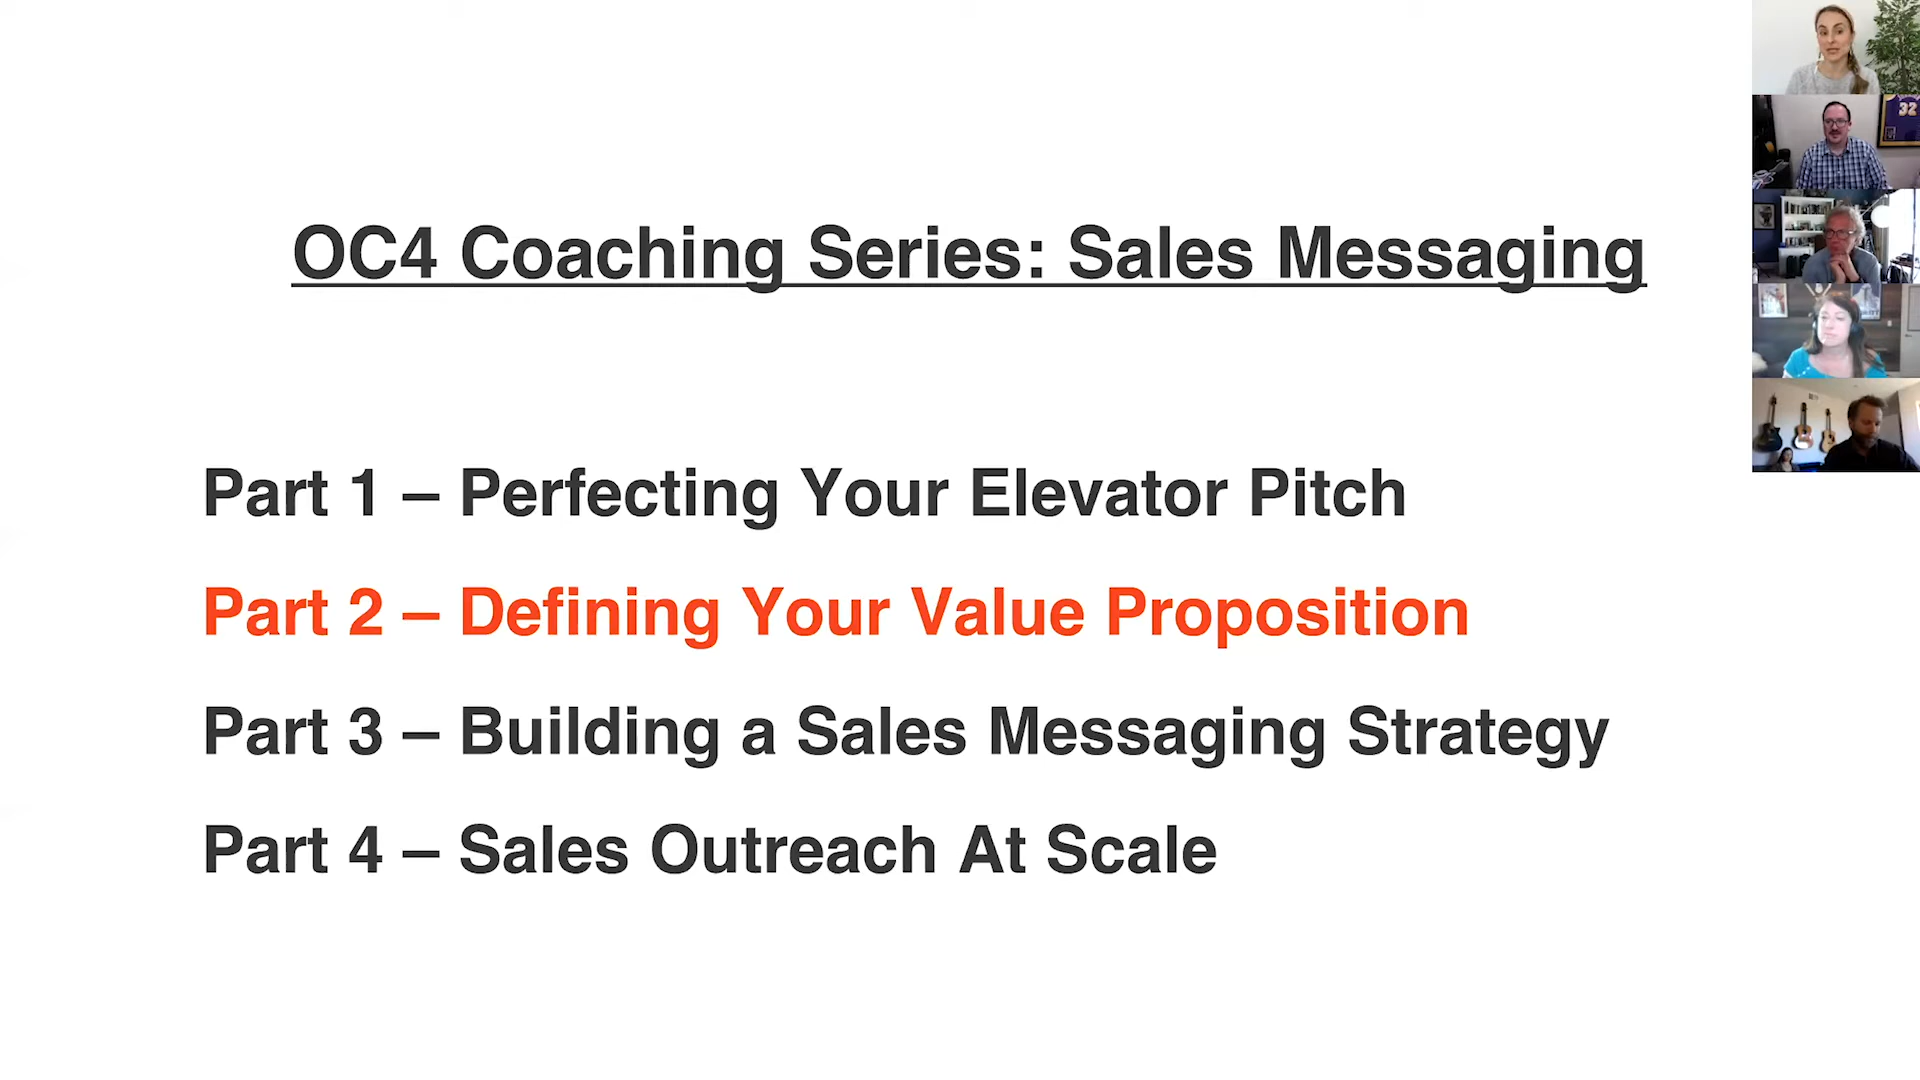 OC4 Coaching Series: Sales Messaging
32
Part 1 – Perfecting Your Elevator Pitch
Part 2 – Defining Your Value Proposition
Part 3 – Building a Sales Messaging Strategy
Part 4 – Sales Outreach At Scale